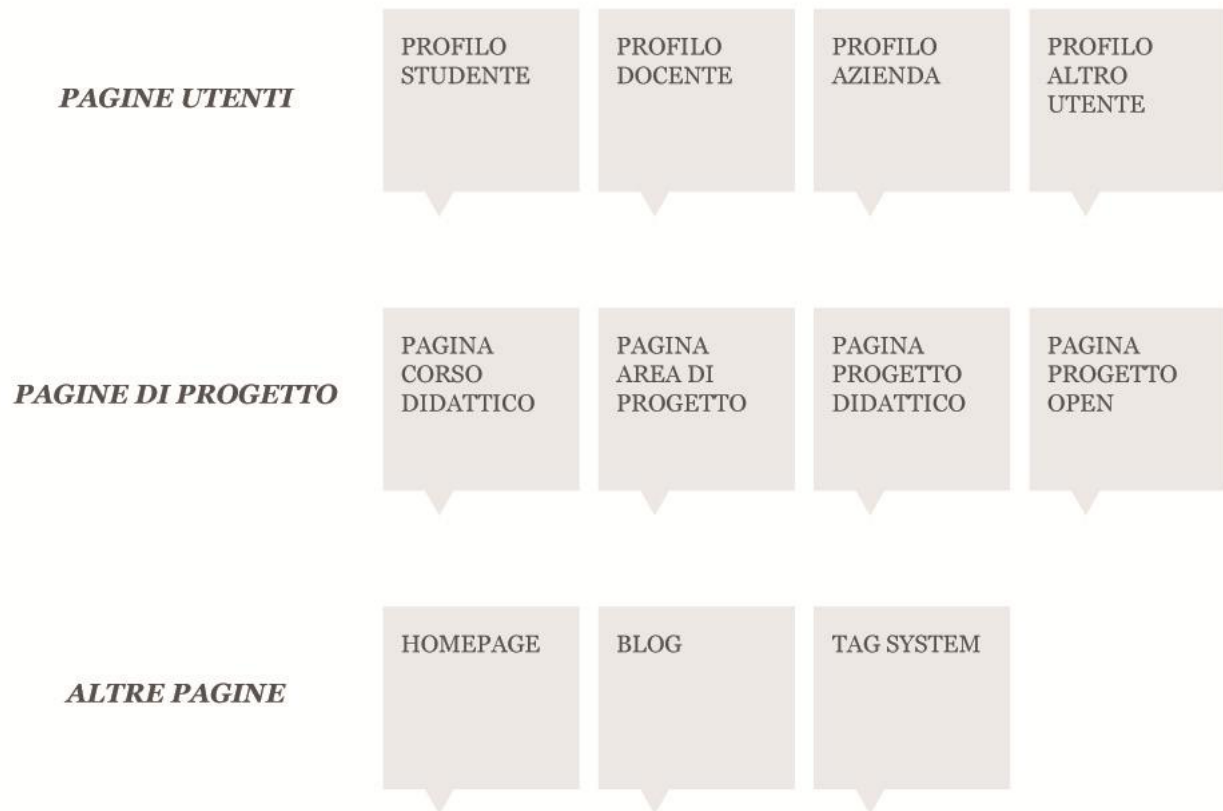 PAGINE UTENTI
PROFILO
STUDENTE
PROFILO
DOCENTE
PROFILO
AZIENDA
PROFILO
ALTRO
UTENTE
PAGINE DI PROGETTO
PAGINA
CORSO
DIDATTICO
PAGINA
AREA DI
PROGETTO
PAGINA
PROGETTO
DIDATTICO
PAGINA
PROGETTO
OPEN
ALTRE PAGINE
HOMEPAGE
BLOG
TAG SYSTEM